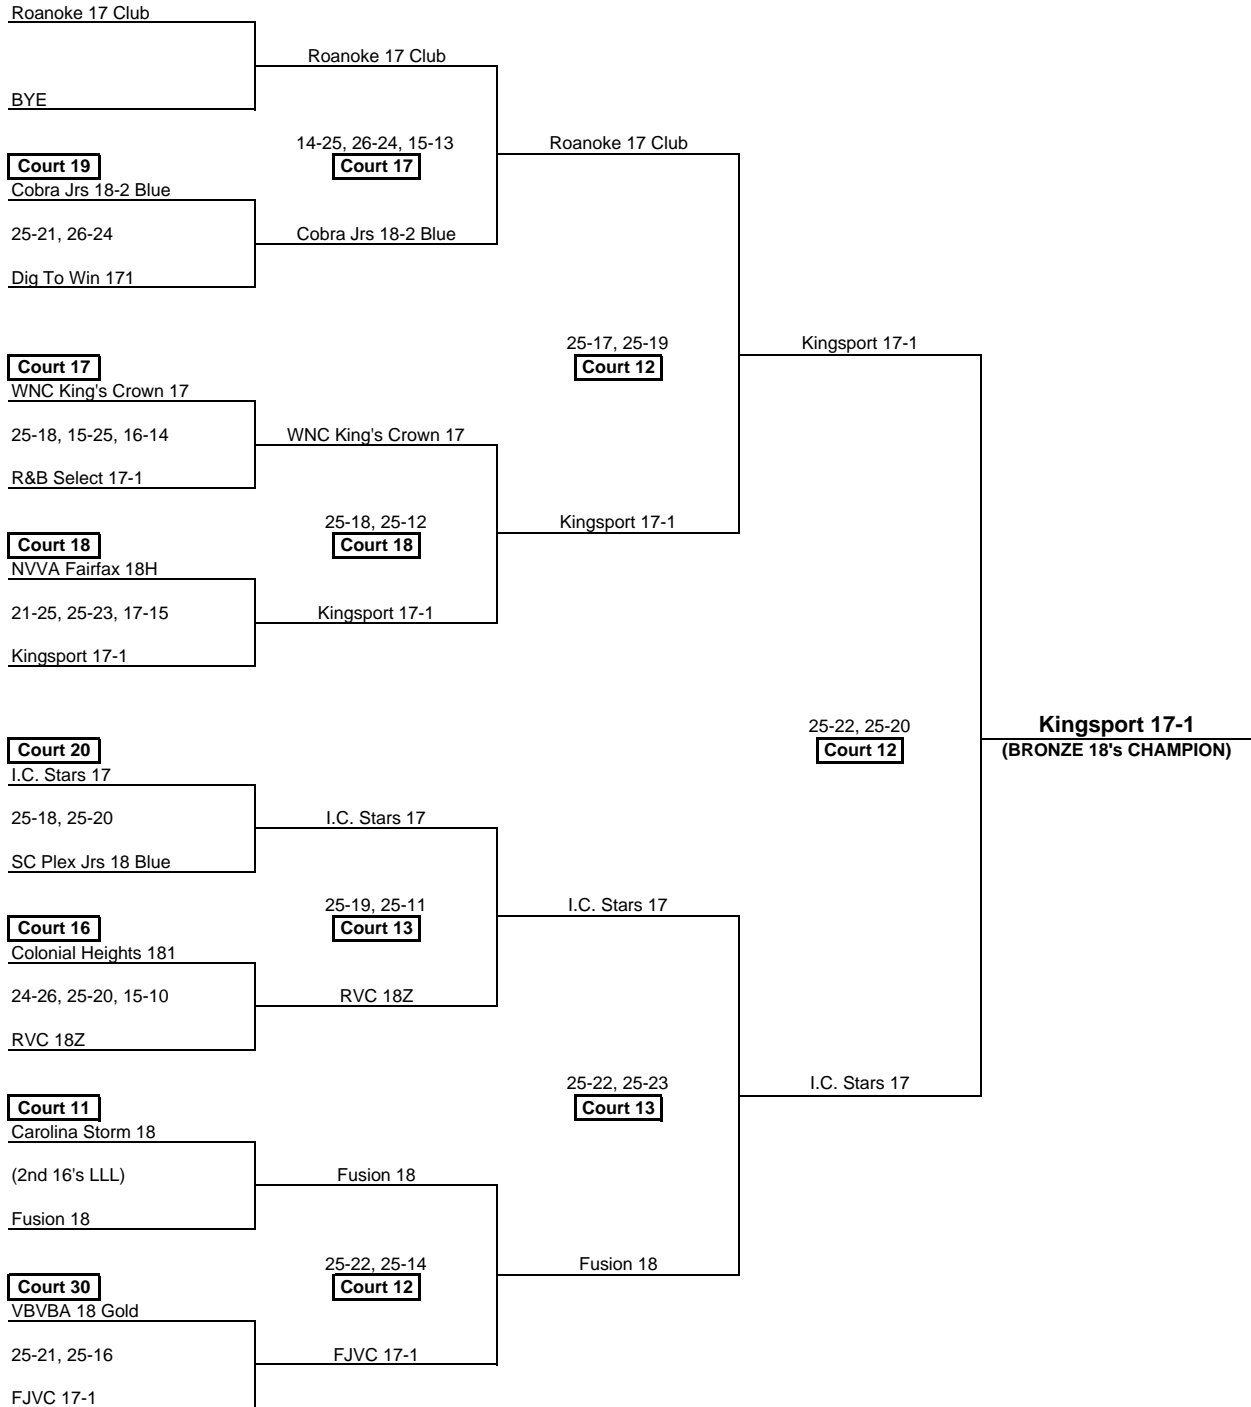 Roanoke 17 Club
Roanoke 17 Club
BYE
14-25, 26-24, 15-13
Roanoke 17 Club
Court 19
Court 17
Cobra Jrs 18-2 Blue
25-21, 26-24
Cobra Jrs 18-2 Blue
Dig To Win 171
25-17, 25-19
Kingsport 17-1
Court 17
Court 12
WNC King's Crown 17
25-18, 15-25, 16-14
WNC King's Crown 17
R&B Select 17-1
25-18, 25-12
Kingsport 17-1
Court 18
Court 18
NVVA Fairfax 18H
21-25, 25-23, 17-15
Kingsport 17-1
Kingsport 17-1
25-22, 25-20
Kingsport 17-1
Court 20
Court 12
(BRONZE 18's CHAMPION)
I.C. Stars 17
25-18, 25-20
I.C. Stars 17
SC Plex Jrs 18 Blue
25-19, 25-11
I.C. Stars 17
Court 16
Court 13
Colonial Heights 181
24-26, 25-20, 15-10
RVC 18Z
RVC 18Z
25-22, 25-23
I.C. Stars 17
Court 11
Court 13
Carolina Storm 18
(2nd 16's LLL)
Fusion 18
Fusion 18
25-22, 25-14
Fusion 18
Court 30
Court 12
VBVBA 18 Gold
25-21, 25-16
FJVC 17-1
FJVC 17-1